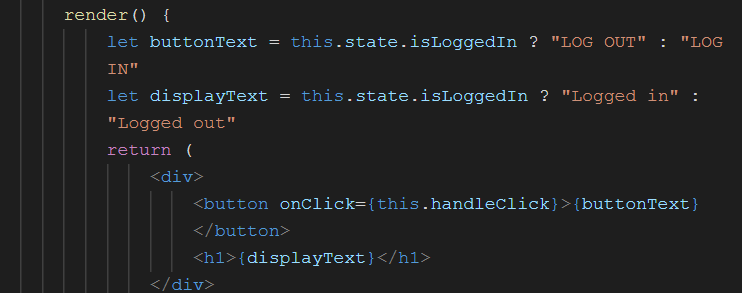 render() {
let buttonText = this.state.isLoggedIn ? "LOG OUT" : "LOG
IN"
let displayText = this.state.isLoggedIn ? "Logged in" :
"Logged out"
return (
<div>
<button onClick={this.handleClick}>{buttonText}
</button>
<h1>{displayText}</h1>
</div>